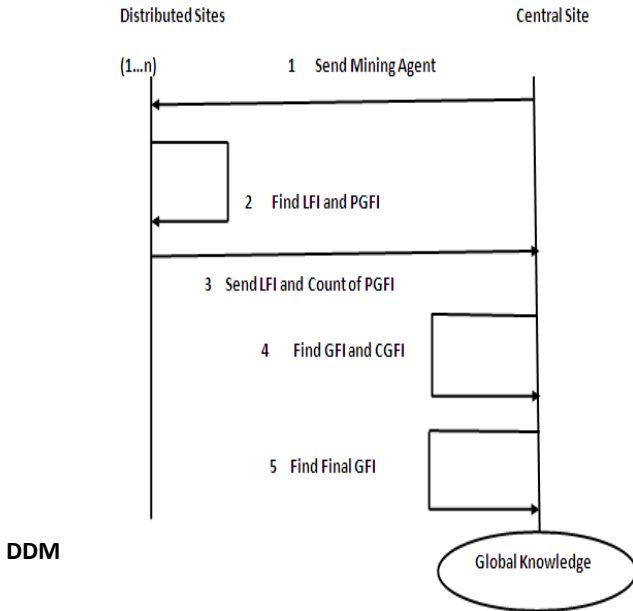 Distributed Sites
Central Site
(1...n)
1 Send Mining Agent
2 Find LFI and PGFI
3 Send LFI and Count of PGFI
4 Find GFI and CGFI
5 Find Final GFI
DDM
Global Knowledge